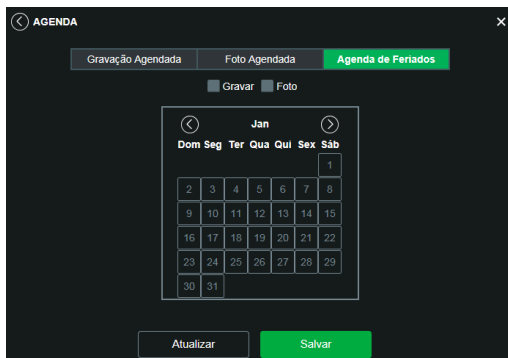 AGENDA
Gravação Agendada Foto Agendada Agenda de Feriados
Gravar Foto
Jan
Dom Seg Ter Qua Qui Sex Sáb
1
2 3 4 5 6 7 8
9 10 11 12 13 14 15
16 17 18 19 20 21 22
23 24 25 26 27 28 29
30 31
Atualizar Salvar